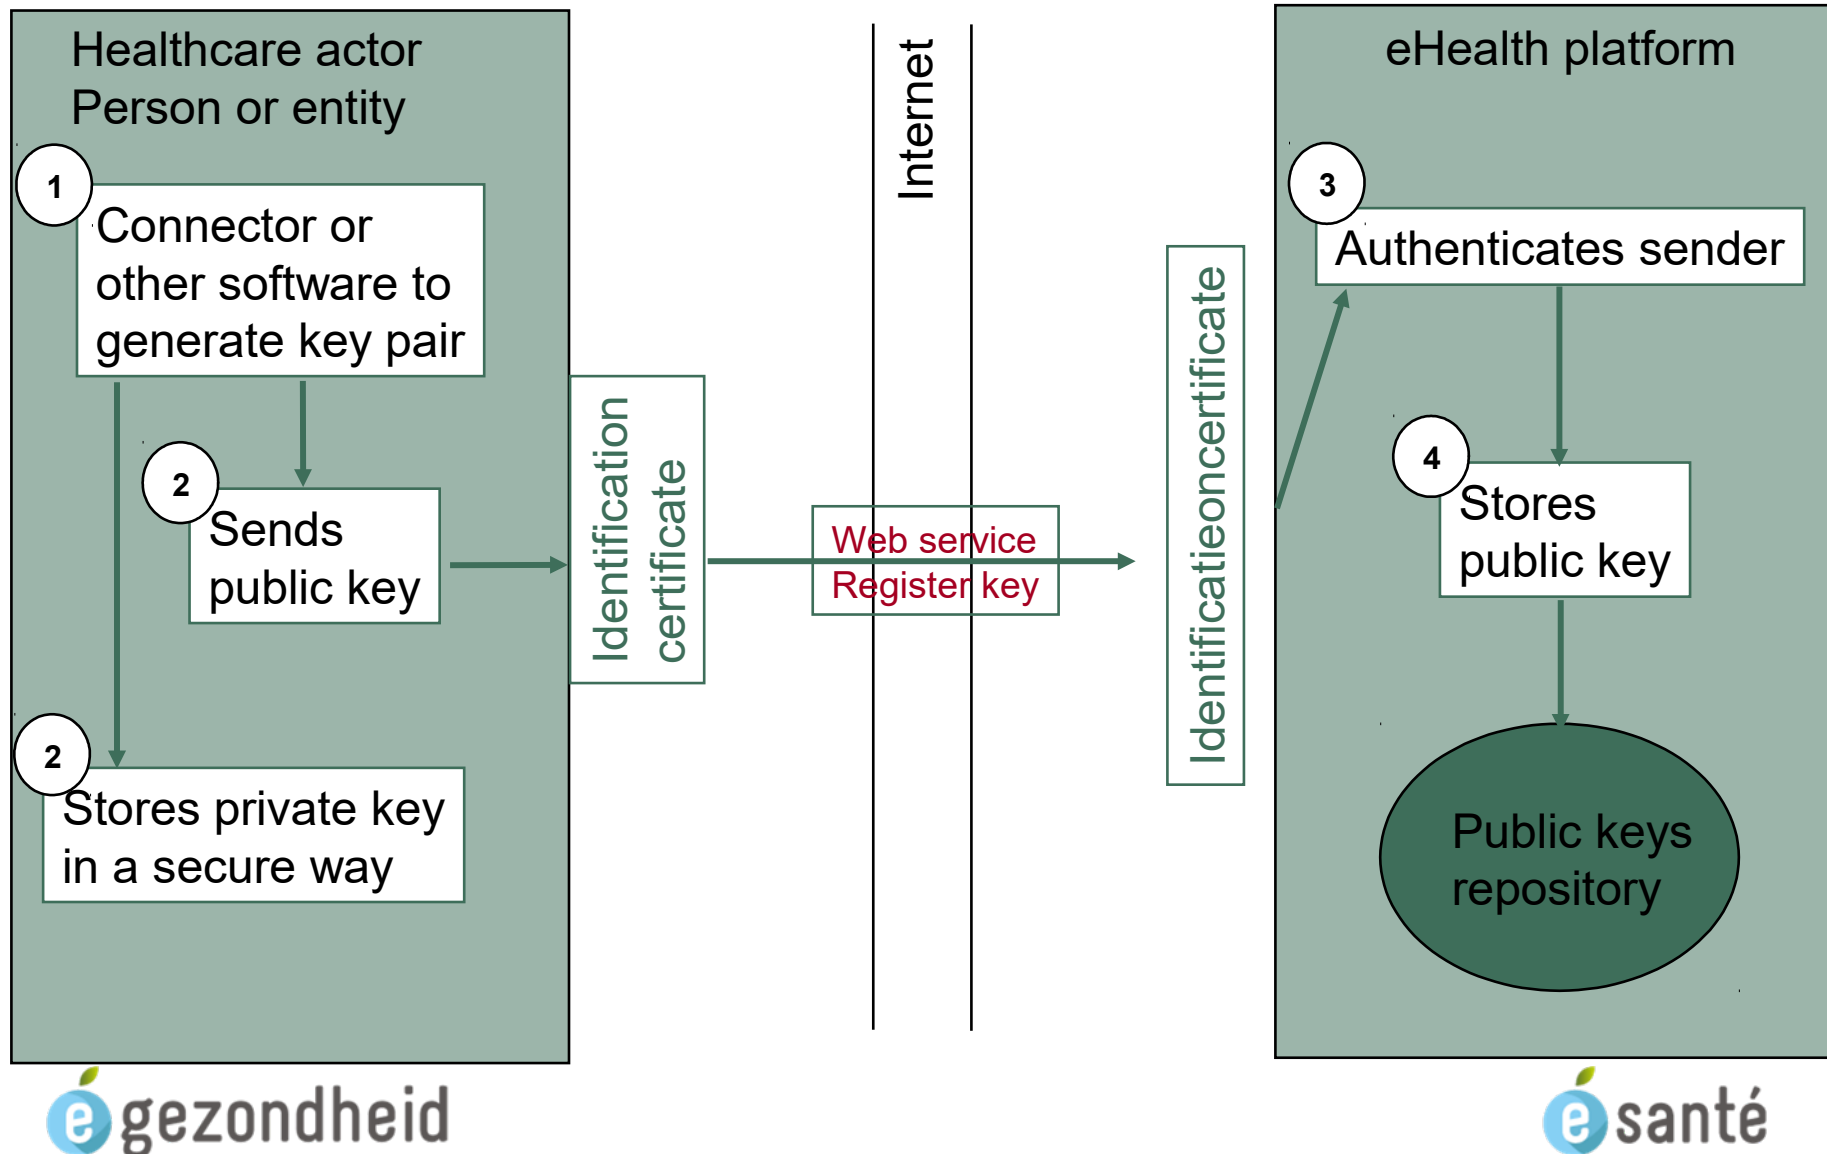 Healthcare actor
Person or entity
1
Connector or
other software to
generate key pair
2
Sends
public key
2
Stores private key
in a secure way
Identification
certificate
Internet
Web service
Register key
Identificatieoncertificate
eHealth platform
3
Authenticates sender
4
Stores
public key
Public keys
repository
é gezondheid
é santé